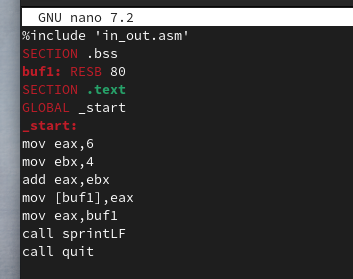 GNU nano 7.2
%include 'in_out.asm'
SECTION .bss
buf1: RESB 80
SECTION .text
GLOBAL _start
_start:
mov eax,6
mov ebx,4
add eax,ebx
mov [buf1],eax
mov eax,buf1
call sprintLF
call quit